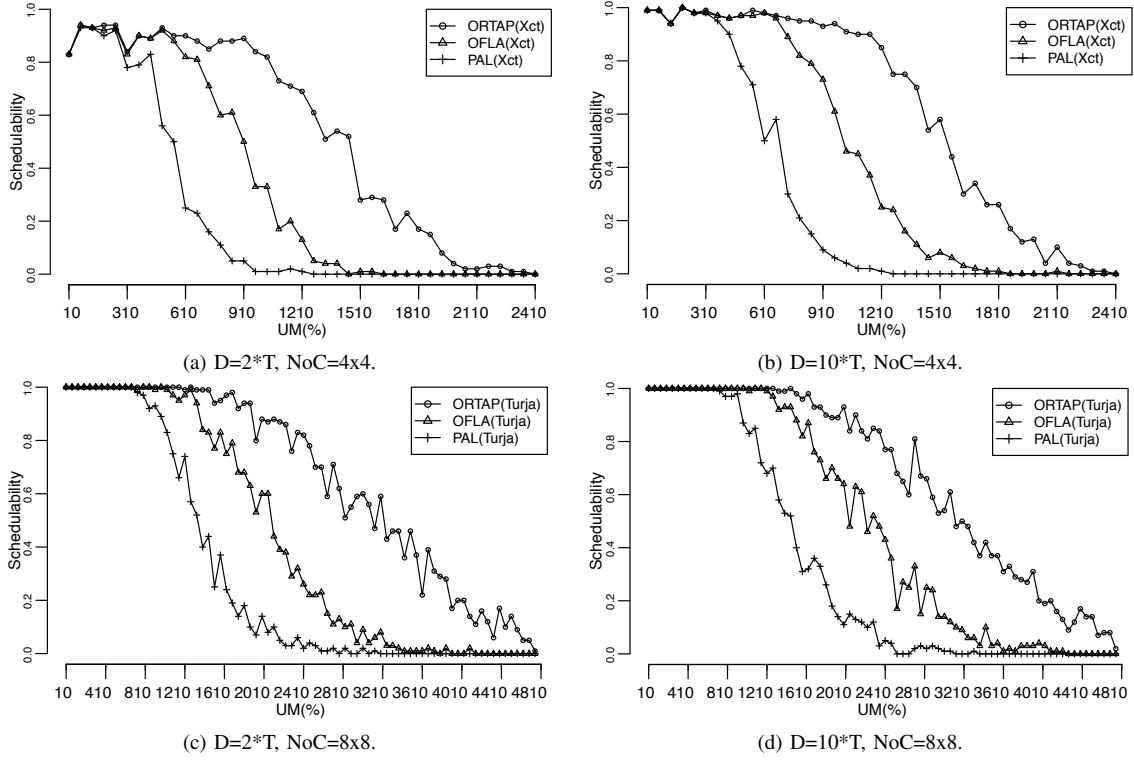 ORTAP(Xct)
OFLA(Xct)
PAL(Xct)
Schedulability
0.0 0.2 0.4 0.6 0.8 1.0
10 310 610 910 1210 1510 1810 2110 2410
UM(%)
(a) D=2*T, NoC=4x4.
ORTAP(Xct)
OFLA(Xct)
PAL(Xct)
Schedulability
0.0 0.2 0.4 0.6 0.8 1.0
10 310 610 910 1210 1510 1810 2110 2410
UM(%)
(b) D=10*T, NoC=4x4.
ORTAP(Turja)
OFLA(Turja)
PAL(Turja)
Schedulability
0.0 0.2 0.4 0.6 0.8 1.0
10 410 810 1210 1610 2010 2410 2810 3210 3610 4010 4410 4810
UM(%)
(c) D=2*T, NoC=8x8.
ORTAP(Turja)
OFLA(Turja)
PAL(Turja)
Schedulability
0.0 0.2 0.4 0.6 0.8 1.0
10 410 810 1210 1610 2010 2410 2810 3210 3610 4010 4410 4810
UM(%)
(d) D=10*T, NoC=8x8.